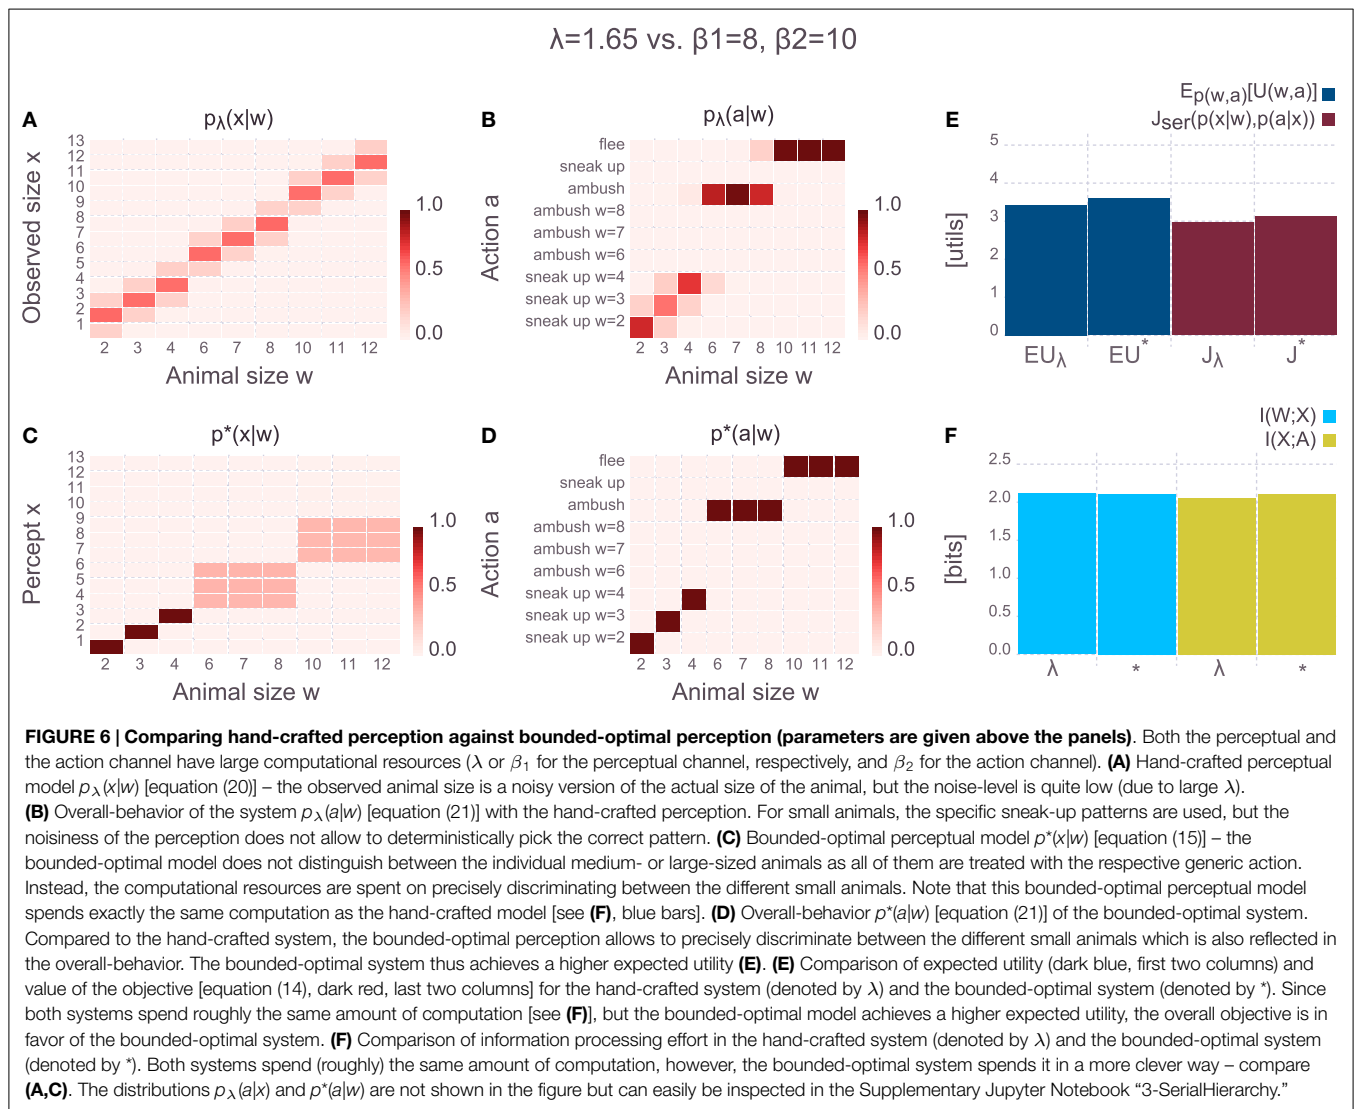 λ=1.65 vs. β1=8, β2=10
A
pλ(x|w)
Observed size x
13
12
11
10
9
8
7
6
5
4
3
2
1
2 3 4 6 7 8 10 11 12
Animal size w
1.0
0.5
0.0
B
pλ(a|w)
Action a
flee
sneak up
ambush
ambush w=8
ambush w=7
ambush w=6
sneak up w=4
sneak up w=3
sneak up w=2
2 3 4 6 7 8 10 11 12
Animal size w
1.0
0.5
0.0
E
Ep(w,a)[U(w,a)]
Jser(p(x|w),p(a|x))
[utils]
5
4
3
2
1
0
EUλ EU* Jλ J*
C
p*(x|w)
Percept x
13
12
11
10
9
8
7
6
5
4
3
2
1
2 3 4 6 7 8 10 11 12
Animal size w
1.0
0.5
0.0
D
p*(a|w)
Action a
flee
sneak up
ambush
ambush w=8
ambush w=7
ambush w=6
sneak up w=4
sneak up w=3
sneak up w=2
2 3 4 6 7 8 10 11 12
Animal size w
1.0
0.5
0.0
F
I(W;X)
I(X;A)
[bits]
2.5
2.0
1.5
1.0
0.5
0.0
λ * λ *
FIGURE 6 | Comparing hand-crafted perception against bounded-optimal perception (parameters are given above the panels). Both the perceptual and
the action channel have large computational resources (λ or β1 for the perceptual channel, respectively, and β2 for the action channel). (A) Hand-crafted perceptual
model pλ(x|w) [equation (20)] – the observed animal size is a noisy version of the actual size of the animal, but the noise-level is quite low (due to large λ).
(B) Overall-behavior of the system pλ(a|w) [equation (21)] with the hand-crafted perception. For small animals, the specific sneak-up patterns are used, but the
noisiness of the perception does not allow to deterministically pick the correct pattern. (C) Bounded-optimal perceptual model p*(x|w) [equation (15)] – the
bounded-optimal model does not distinguish between the individual medium- or large-sized animals as all of them are treated with the respective generic action.
Instead, the computational resources are spent on precisely discriminating between the different small animals. Note that this bounded-optimal perceptual model
spends exactly the same computation as the hand-crafted model [see (F), blue bars]. (D) Overall-behavior p*(a|w) [equation (21)] of the bounded-optimal system.
Compared to the hand-crafted system, the bounded-optimal perception allows to precisely discriminate between the different small animals which is also reflected in
the overall-behavior. The bounded-optimal system thus achieves a higher expected utility (E). (E) Comparison of expected utility (dark blue, first two columns) and
value of the objective [equation (14), dark red, last two columns] for the hand-crafted system (denoted by λ) and the bounded-optimal system (denoted by *). Since
both systems spend roughly the same amount of computation [see (F)], but the bounded-optimal model achieves a higher expected utility, the overall objective is in
favor of the bounded-optimal system. (F) Comparison of information processing effort in the hand-crafted system (denoted by λ) and the bounded-optimal system
(denoted by *). Both systems spend (roughly) the same amount of computation, however, the bounded-optimal system spends it in a more clever way – compare
(A,C). The distributions pλ(a|x) and p*(a|w) are not shown in the figure but can easily be inspected in the Supplementary Jupyter Notebook “3-SerialHierarchy.”